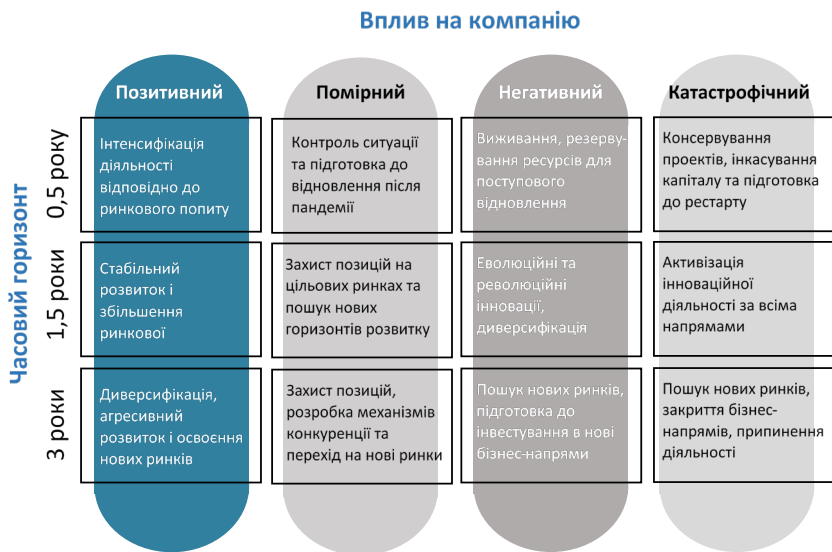 Вплив на компанію
Часовий горизонт
Позитивний
Помірний
Негативний
Катастрофічний
0,5 року
Інтенсифікація
діяльності
відповідно до
ринкового попиту
Контроль ситуації
та підготовка до
відновлення після
пандемії
Виживання, резерву-
вання ресурсів для
поступового
відновлення
Консервування
проектів, інкасування
капіталу та підготовка
до рестарту
1,5 роки
Стабільний
розвиток і
збільшення
ринкової
Захист позицій на
цільових ринках та
пошук нових
горизонтів розвитку
Еволюційні та
революційні
інновації,
диверсифікація
Активізація
інноваційної
діяльності за всіма
напрямами
3 роки
Диверсифікація,
агресивний
розвиток і освоєння
нових ринків
Захист позицій,
розробка механізмів
конкуренції та
перехід на нові ринки
Пошук нових ринків,
підготовка до
інвестування в нові
бізнес-напрями
Пошук нових ринків,
закриття бізнес-
напрямів, припинення
діяльності